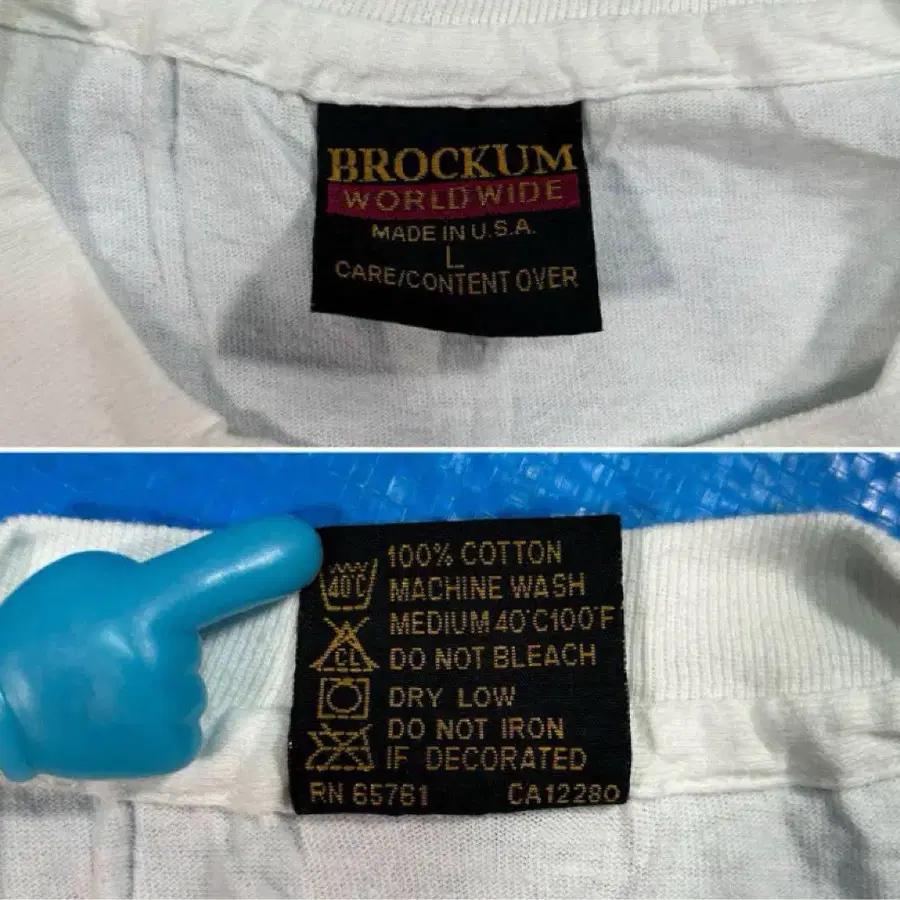 BROCKUM
WORLDWIDE
MADE IN U.S.A.
L
CARE/CONTENT OVER
100% COTTON
40°C
MACHINE WASH
MEDIUM 40°C100°F
CL
DO NOT BLEACH
DRY LOW
DO NOT IRON
IF DECORATED
RN 65761 CA12280